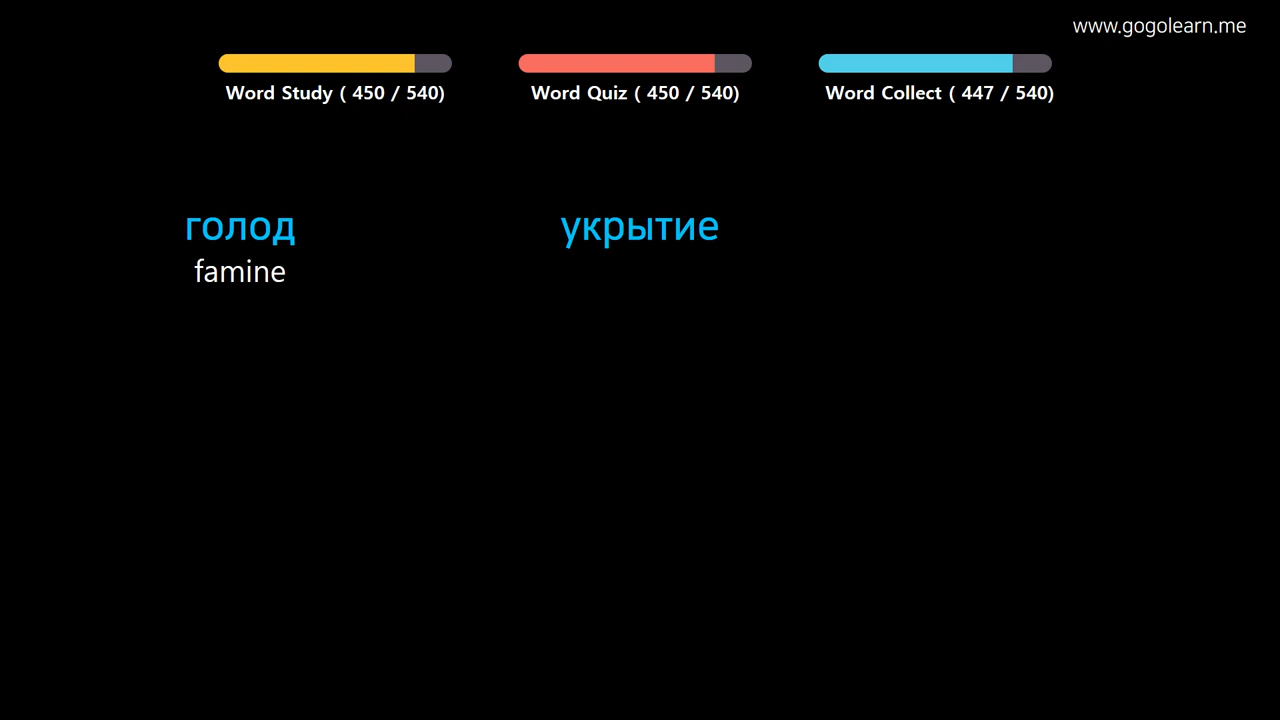 www.gogolearn.me
Word Study ( 450 / 540)
Word Quiz ( 450 / 540)
Word Collect ( 447 / 540)
голод
famine
укрытие